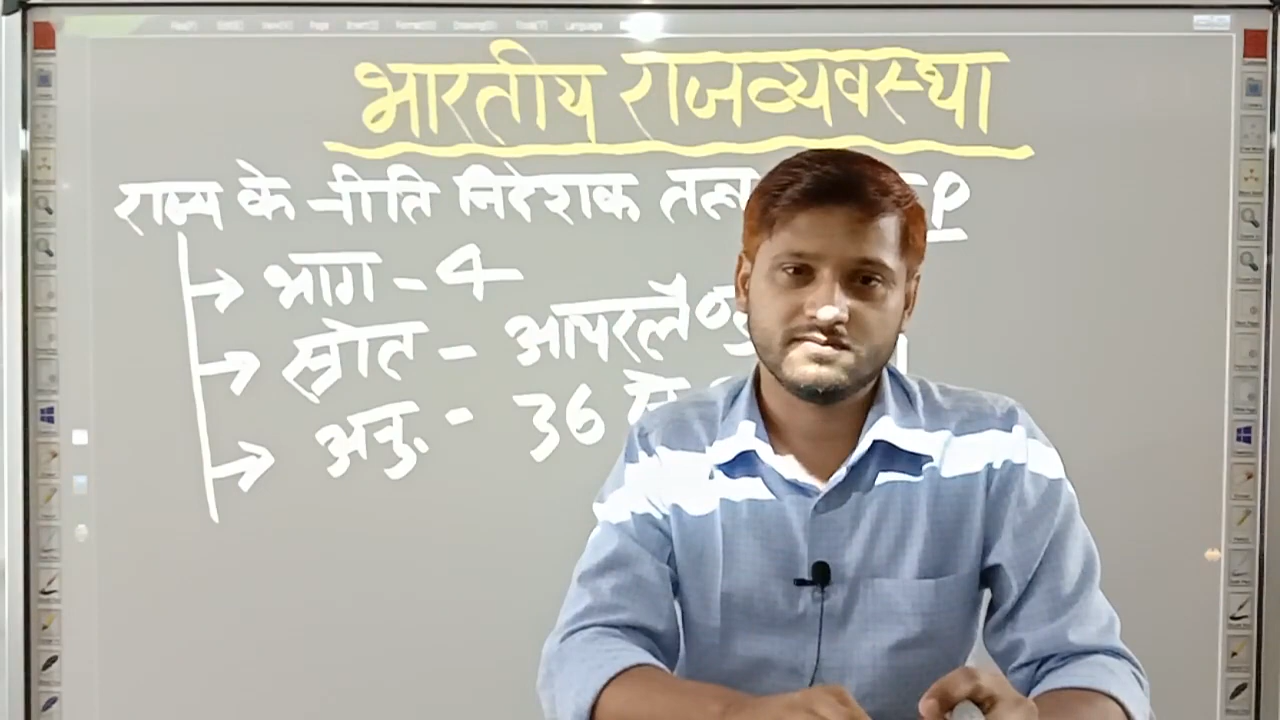 भारतीय राजव्यवस्था
राज्य के नीति निदेशक तत्व P
→ भाग - 4
→ स्रोत - आयरलैण्ड
→ अनु. - 36 से